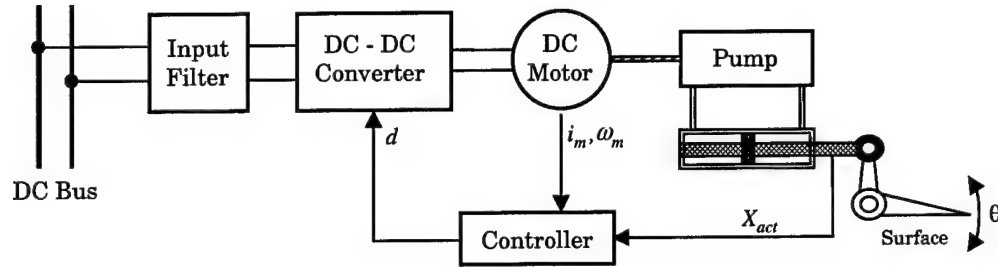 Input
Filter
DC - DC
Converter
DC
Motor
Pump
d
i_m, ω_m
DC Bus
Controller
X_act
Surface
θ